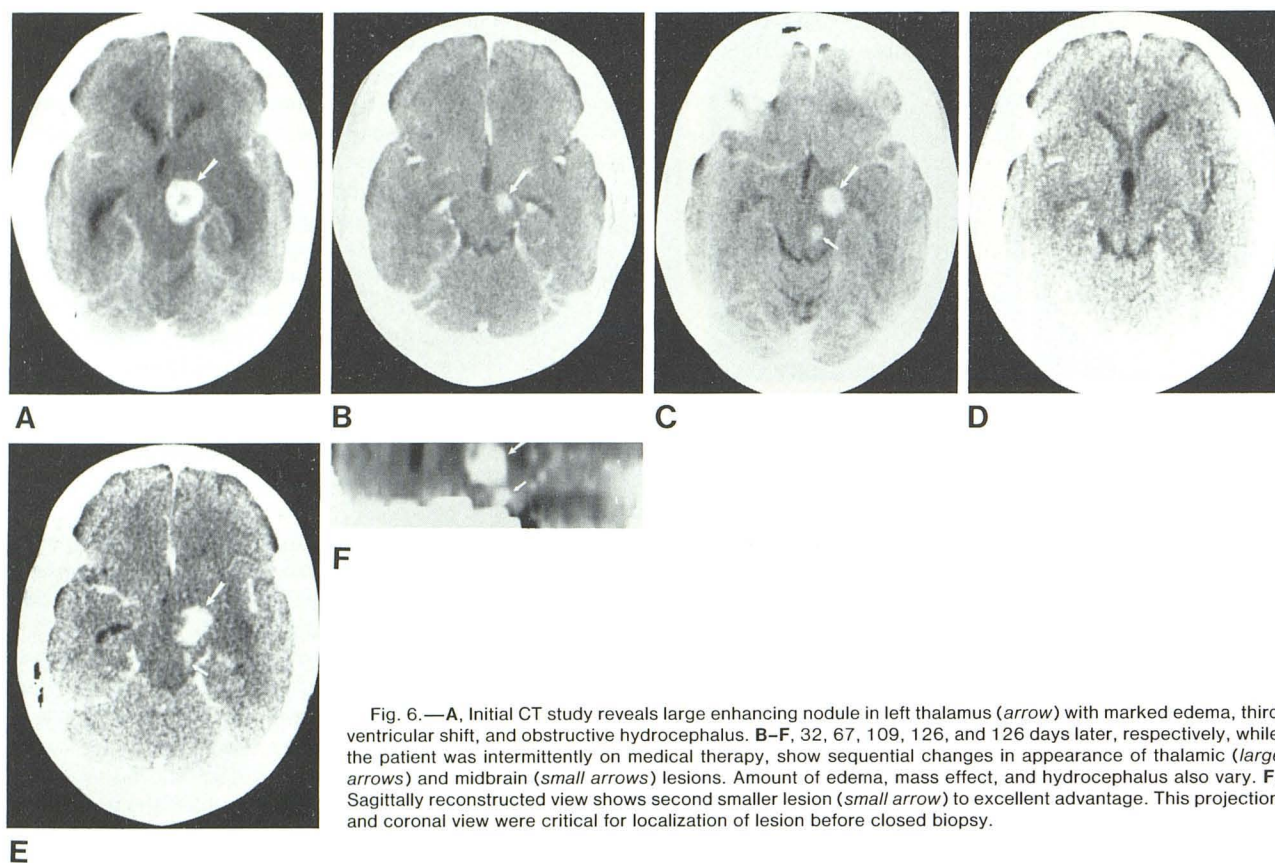 A
B
C
D
E
F
Fig. 6.—A, Initial CT study reveals large enhancing nodule in left thalamus (arrow) with marked edema, third
ventricular shift, and obstructive hydrocephalus. B–F, 32, 67, 109, 126, and 126 days later, respectively, while
the patient was intermittently on medical therapy, show sequential changes in appearance of thalamic (large
arrows) and midbrain (small arrows) lesions. Amount of edema, mass effect, and hydrocephalus also vary. F,
Sagittally reconstructed view shows second smaller lesion (small arrow) to excellent advantage. This projection
and coronal view were critical for localization of lesion before closed biopsy.